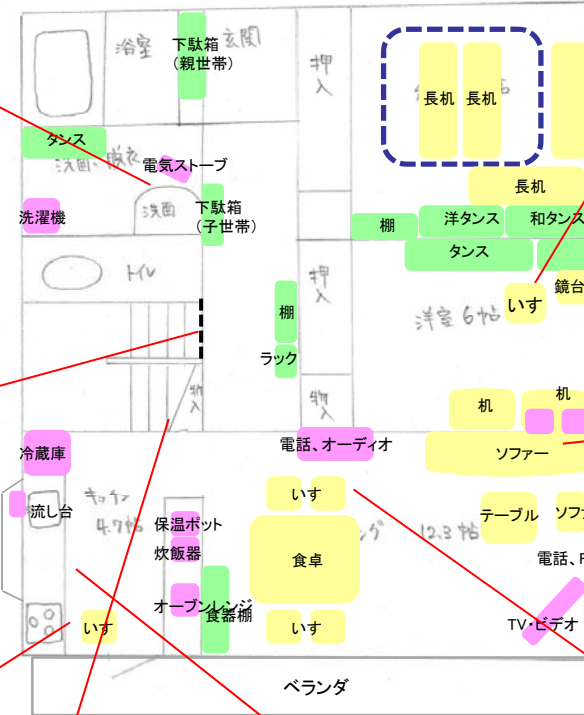 浴室
下駄箱
（親世帯）
玄関
押入
長机
長机
タンス
洗面・脱衣
電気ストーブ
洗濯機
洗面
下駄箱
（子世帯）
長机
棚
洋タンス
和タンス
タンス
トイレ
押入
棚
ラック
洋室 6帖
いす
鏡台
物入
物入
机
机
冷蔵庫
電話、オーディオ
ソファー
キッチン
4.7帖
流し台
保温ポット
炊飯器
オーブンレンジ
食器棚
いす
いす
食卓
いす
12.3帖
テーブル
ソファ
電話、F
TV・ビデオ
ベランダ